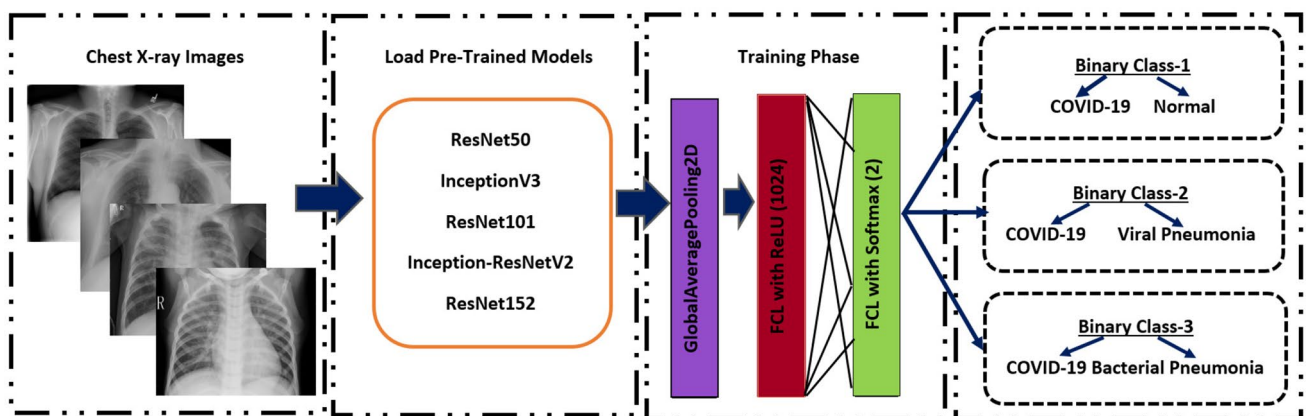 Chest X-ray Images
R
Load Pre-Trained Models
ResNet50
InceptionV3
ResNet101
Inception-ResNetV2
ResNet152
Training Phase
GlobalAveragePooling2D
FCL with ReLU (1024)
FCL with Softmax (2)
Binary Class-1
COVID-19 Normal
Binary Class-2
COVID-19 Viral Pneumonia
Binary Class-3
COVID-19 Bacterial Pneumonia